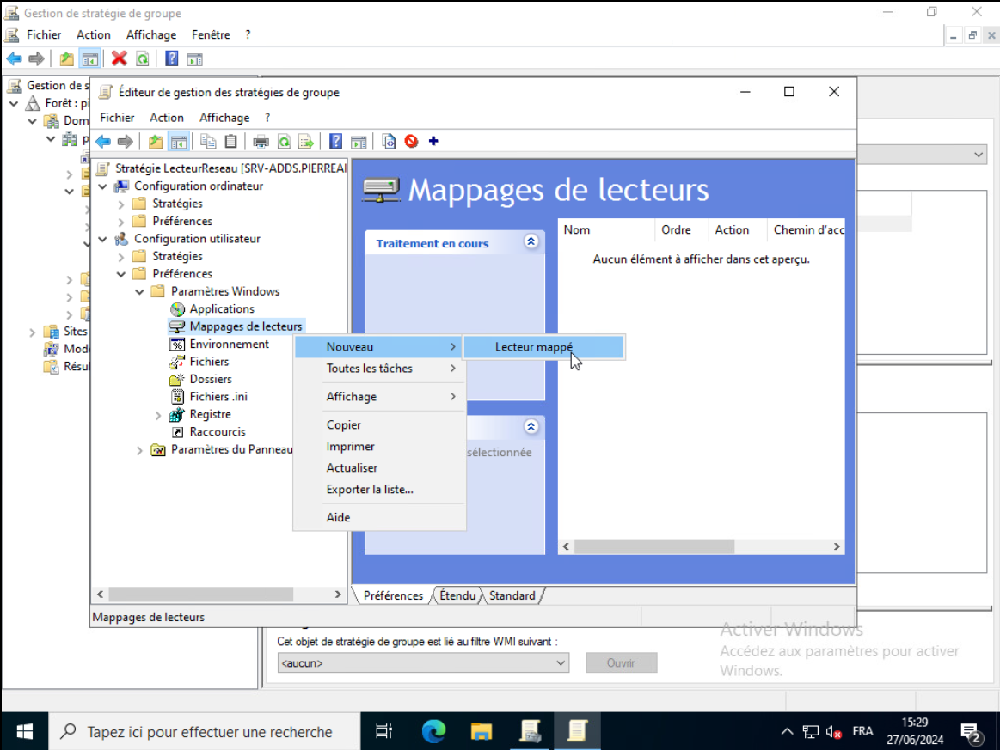 Gestion de stratégie de groupe
Fichier Action Affichage Fenêtre ?
Gestion de s
Forêt : pi
Dom
p
Sites
Mod
Résul
Éditeur de gestion des stratégies de groupe
Fichier Action Affichage ?
Stratégie LecteurReseau [SRV-ADDS.PIERREAI
Configuration ordinateur
Stratégies
Préférences
Configuration utilisateur
Stratégies
Préférences
Paramètres Windows
Applications
Mappages de lecteurs
Environnement
Fichiers
Dossiers
Fichiers .ini
Registre
Raccourcis
Paramètres du Panneau
Nouveau
Toutes les tâches
Affichage
Copier
Imprimer
Actualiser
Exporter la liste...
Aide
Lecteur mappé
Mappages de lecteurs
Traitement en cours
sélectionnée
Nom Ordre Action Chemin d'acc
Aucun élément à afficher dans cet aperçu.
Préférences Étendu Standard
Mappages de lecteurs
Cet objet de stratégie de groupe est lié au filtre WMI suivant :
<aucun> Ouvrir
Activer Windows
Accédez aux paramètres pour activer
Windows.
Tapez ici pour effectuer une recherche
FRA
15:29
27/06/2024
2